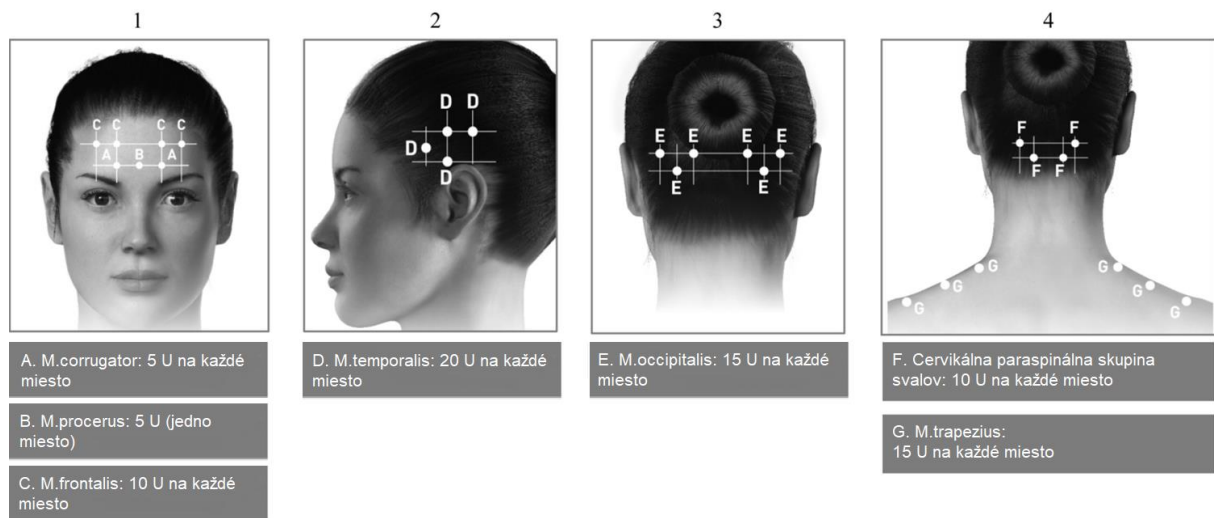 1
2
3
4
C C C C
A B A
D D
D
D
E E E E
E E
F F
F F
G G
G G
G G
A. M.corrugator: 5 U na každé
miesto
B. M.procerus: 5 U (jedno
miesto)
C. M.frontalis: 10 U na každé
miesto
D. M.temporalis: 20 U na každé
miesto
E. M.occipitalis: 15 U na každé
miesto
F. Cervikálna paraspinálna skupina
svalov: 10 U na každé miesto
G. M.trapezius:
15 U na každé miesto